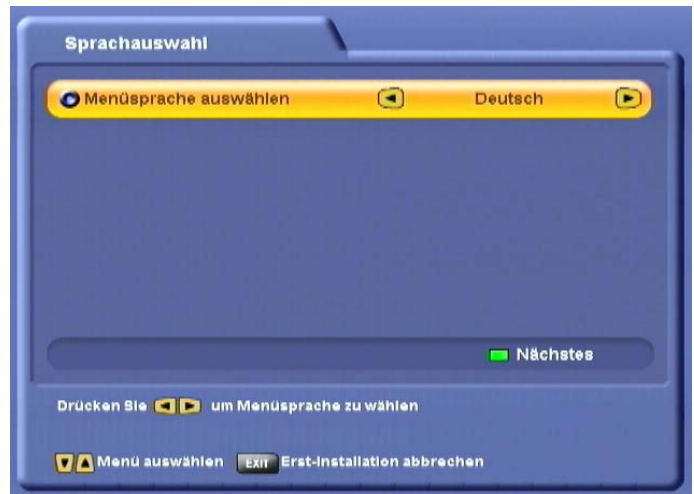 Sprachauswahl
Menüsprache auswählen Deutsch
Nächstes
Drücken Sie um Menüsprache zu wählen
Menü auswählen EXIT Erst-Installation abbrechen